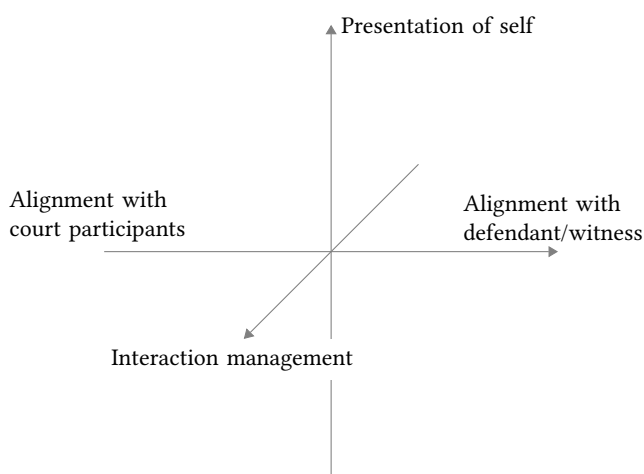 Presentation of self
Alignment with
court participants
Alignment with
defendant/witness
Interaction management